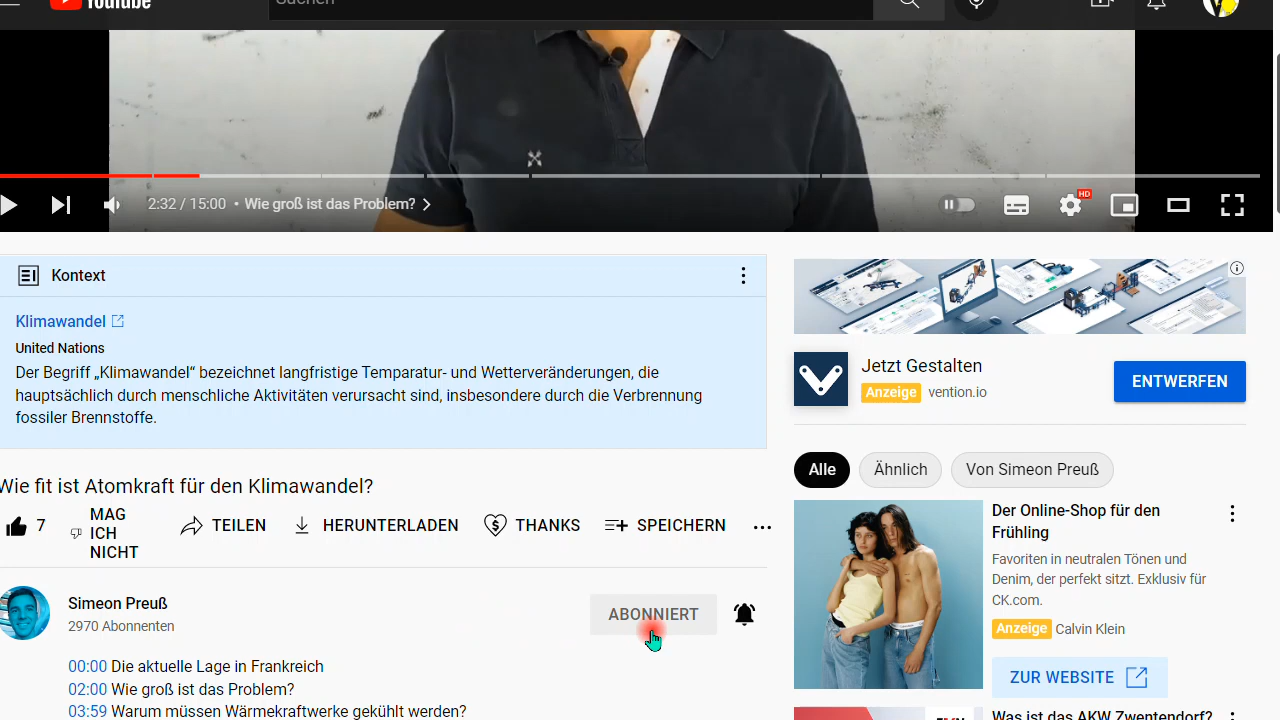 YouTube
Suchen
2:32 / 15:00 • Wie groß ist das Problem?
HD
Kontext
Klimawandel
United Nations
Der Begriff „Klimawandel“ bezeichnet langfristige Temperatur- und Wetterveränderungen, die
hauptsächlich durch menschliche Aktivitäten verursacht sind, insbesondere durch die Verbrennung
fossiler Brennstoffe.
Wie fit ist Atomkraft für den Klimawandel?
7
MAG
ICH
NICHT
TEILEN
HERUNTERLADEN
THANKS
SPEICHERN
Simeon Preuß
2970 Abonnenten
ABONNIERT
00:00 Die aktuelle Lage in Frankreich
02:00 Wie groß ist das Problem?
03:59 Warum müssen Wärmekraftwerke gekühlt werden?
Jetzt Gestalten
Anzeige vention.io
ENTWERFEN
Alle
Ähnlich
Von Simeon Preuß
Der Online-Shop für den
Frühling
Favoriten in neutralen Tönen und
Denim, der perfekt sitzt. Exklusiv für
CK.com.
Anzeige Calvin Klein
ZUR WEBSITE
Was ist das AKW Zwentendorf?